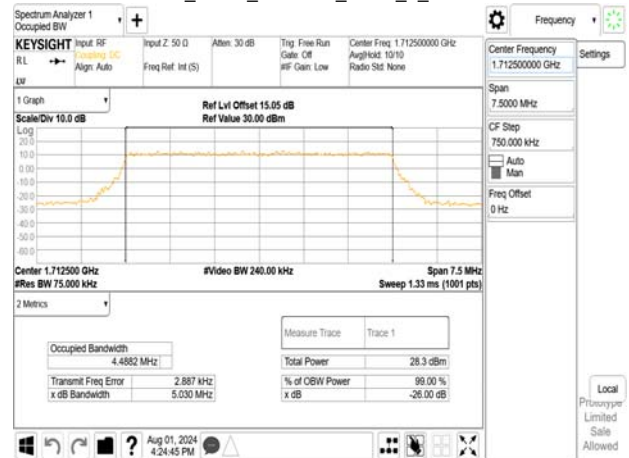 Spectrum Analyzer 1
Occupied BW
+
Frequency
KEYSIGHT
Input: RF
Input Z: 50 Ω
Atten: 30 dB
Trig: Free Run
Center Freq: 1.712500000 GHz
RL
Coupling: DC
Gate: Off
Avg|Hold: 10/10
Align: Auto
Freq Ref: Int (S)
#IF Gain: Low
Radio Std: None
Center Frequency
1.712500000 GHz
Settings
Span
7.5000 MHz
CF Step
750.000 kHz
Auto
Man
Freq Offset
0 Hz
1 Graph
Ref Lvl Offset 15.05 dB
Scale/Div 10.0 dB
Ref Value 30.00 dBm
Log
20.0
10.0
0.00
-10.0
-20.0
-30.0
-40.0
-50.0
-60.0
Center 1.712500 GHz
#Video BW 240.00 kHz
Span 7.5 MHz
#Res BW 75.000 kHz
Sweep 1.33 ms (1001 pts)
2 Metrics
Measure Trace
Trace 1
Occupied Bandwidth
4.4882 MHz
Total Power
28.3 dBm
Transmit Freq Error
2.887 kHz
% of OBW Power
99.00 %
x dB Bandwidth
5.030 MHz
x dB
-26.00 dB
Local
Prototype
Limited
Sale
Allowed
?
Aug 01, 2024
4:24:45 PM